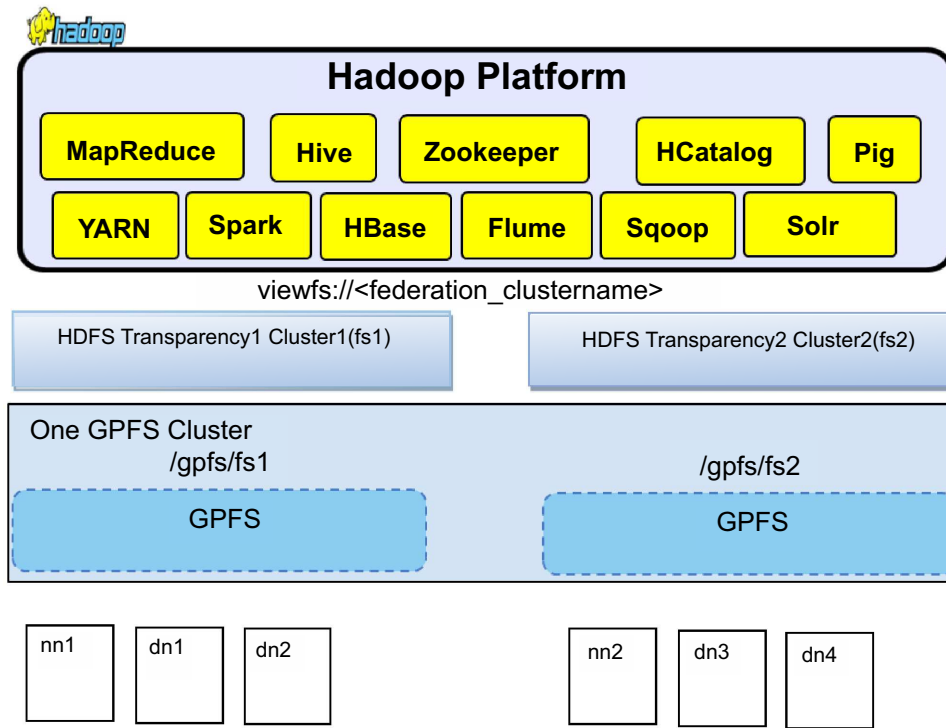 hadoop
Hadoop Platform
MapReduce Hive Zookeeper HCatalog Pig
YARN Spark HBase Flume Sqoop Solr
viewfs://<federation_clustername>
HDFS Transparency1 Cluster1(fs1) HDFS Transparency2 Cluster2(fs2)
One GPFS Cluster
/gpfs/fs1 /gpfs/fs2
GPFS GPFS
nn1 dn1 dn2 nn2 dn3 dn4